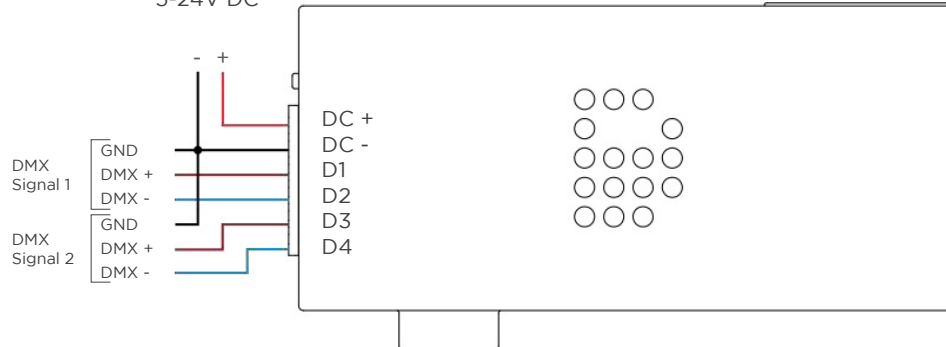 5-24V DC
- +
DC +
DC -
D1
D2
D3
D4
DMX
Signal 1
GND
DMX +
DMX -
DMX
Signal 2
GND
DMX +
DMX -